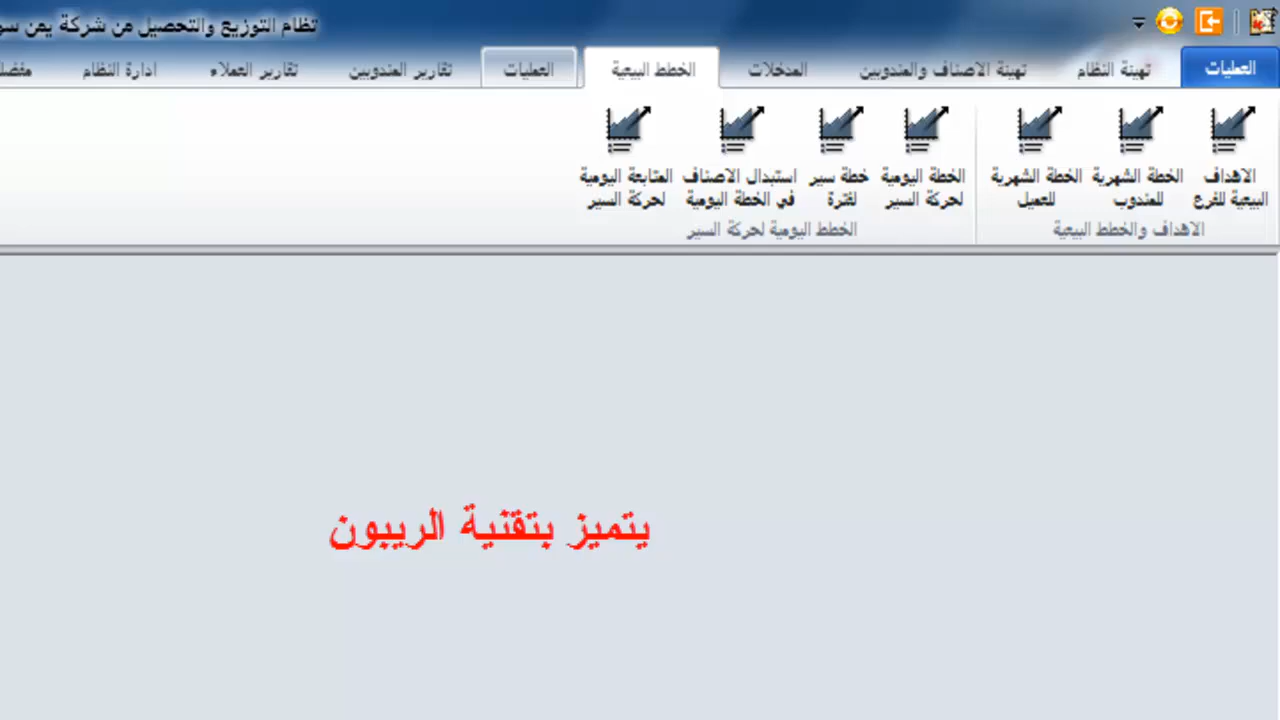 نظام التوزيع والتحصيل من شركة يمن
العمليات
تهيئة النظام
تهيئة الاصناف والمندوبين
المدخلات
الخطط البيعية
العمليات
تقارير المندوبين
تقارير العملاء
ادارة النظام
الاهداف
البيعية للفرع
الخطة الشهرية
للمندوب
الخطة الشهرية
للعميل
الاهداف والخطط البيعية
الخطة اليومية
لحركة السير
خطة سير
لفترة
استبدال الاصناف
في الخطة اليومية
المتابعة اليومية
لحركة السير
الخطط اليومية لحركة السير
يتميز بتقنية الريبون